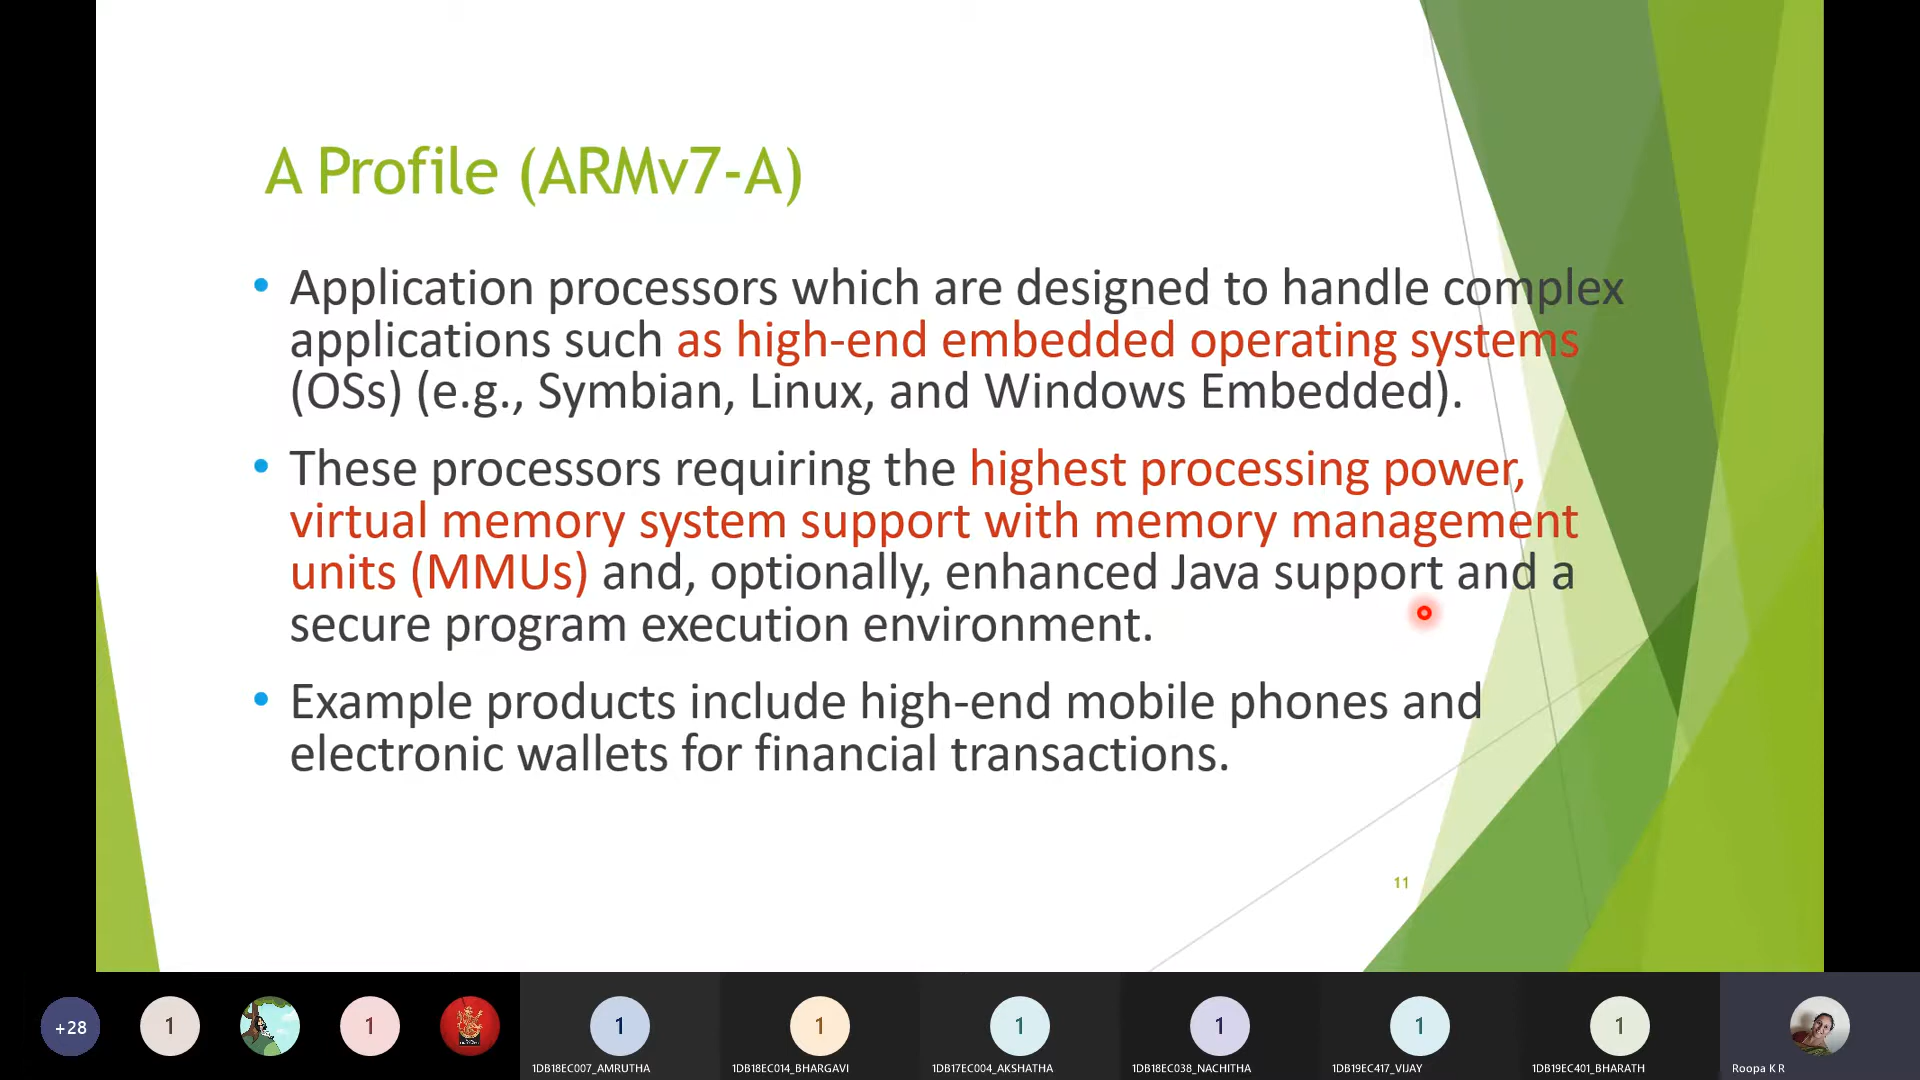 A Profile (ARMv7-A)
• Application processors which are designed to handle complex
applications such as high-end embedded operating systems
(OSs) (e.g., Symbian, Linux, and Windows Embedded).
• These processors requiring the highest processing power,
virtual memory system support with memory management
units (MMUs) and, optionally, enhanced Java support and a
secure program execution environment.
• Example products include high-end mobile phones and
electronic wallets for financial transactions.
11
+28
1
1
1
1
1
1
1
1
1DB18EC007_AMRUTHA
1DB18EC014_BHARGAVI
1DB17EC004_AKSHATHA
1DB18EC038_NACHITHA
1DB19EC417_VIJAY
1DB19EC401_BHARATH
Roopa K R